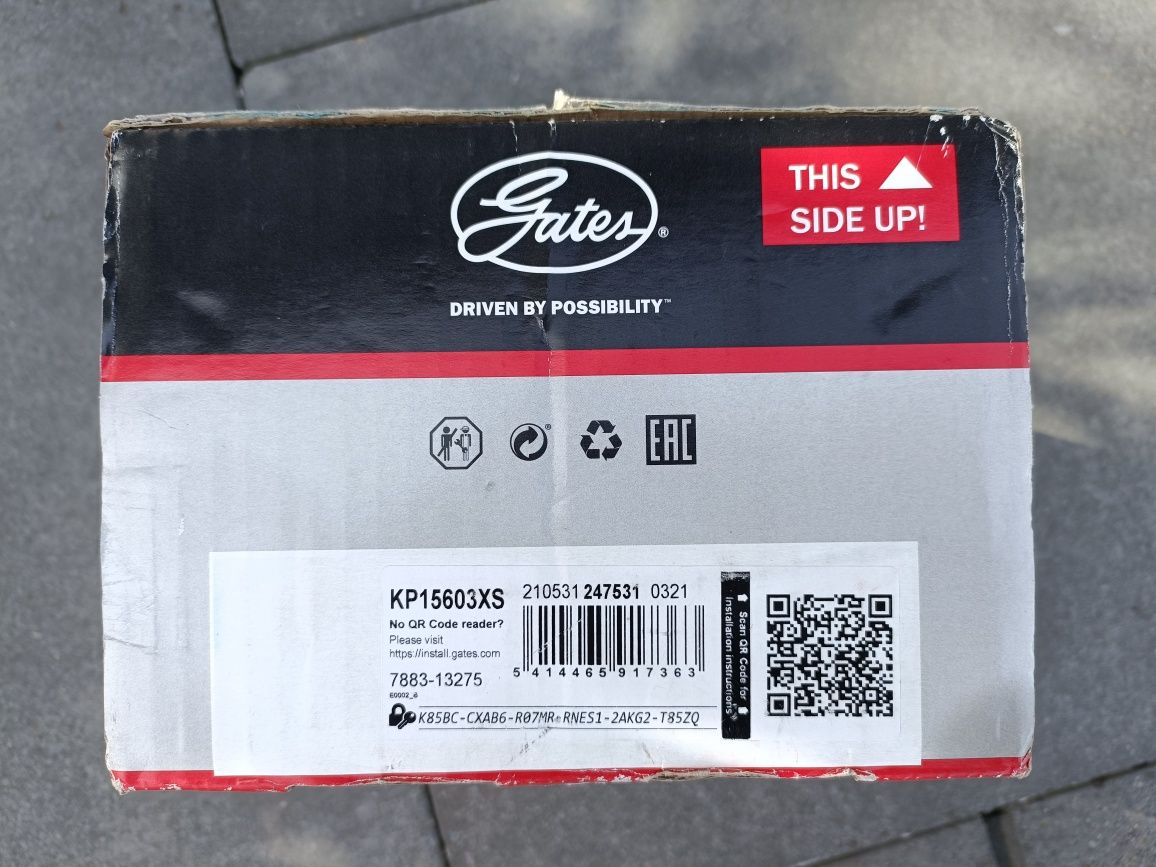 Gates ®
THIS
SIDE UP!
DRIVEN BY POSSIBILITY™
® EAC
KP15603XS
210531 247531 0321
No QR Code reader?
Please visit
https://install.gates.com
5 414465 917363
7883-13275
E0002_6
K85BC-CXAB6-R07MR-RNES1-2AKG2-T85ZQ
Scan QR Code for
Installation instructions